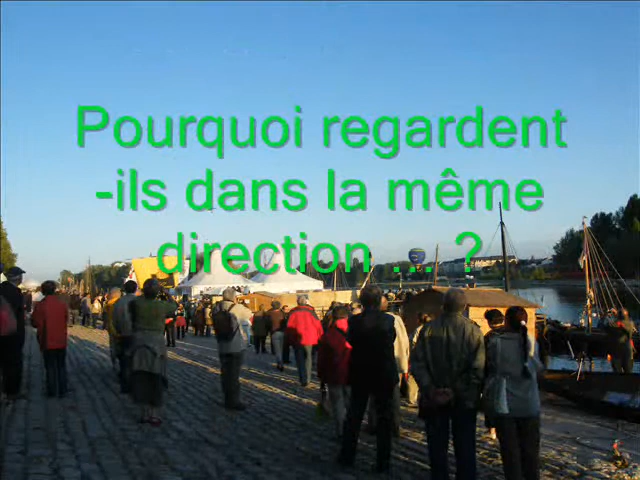 Pourquoi regardent
-ils dans la même
direction ... ?